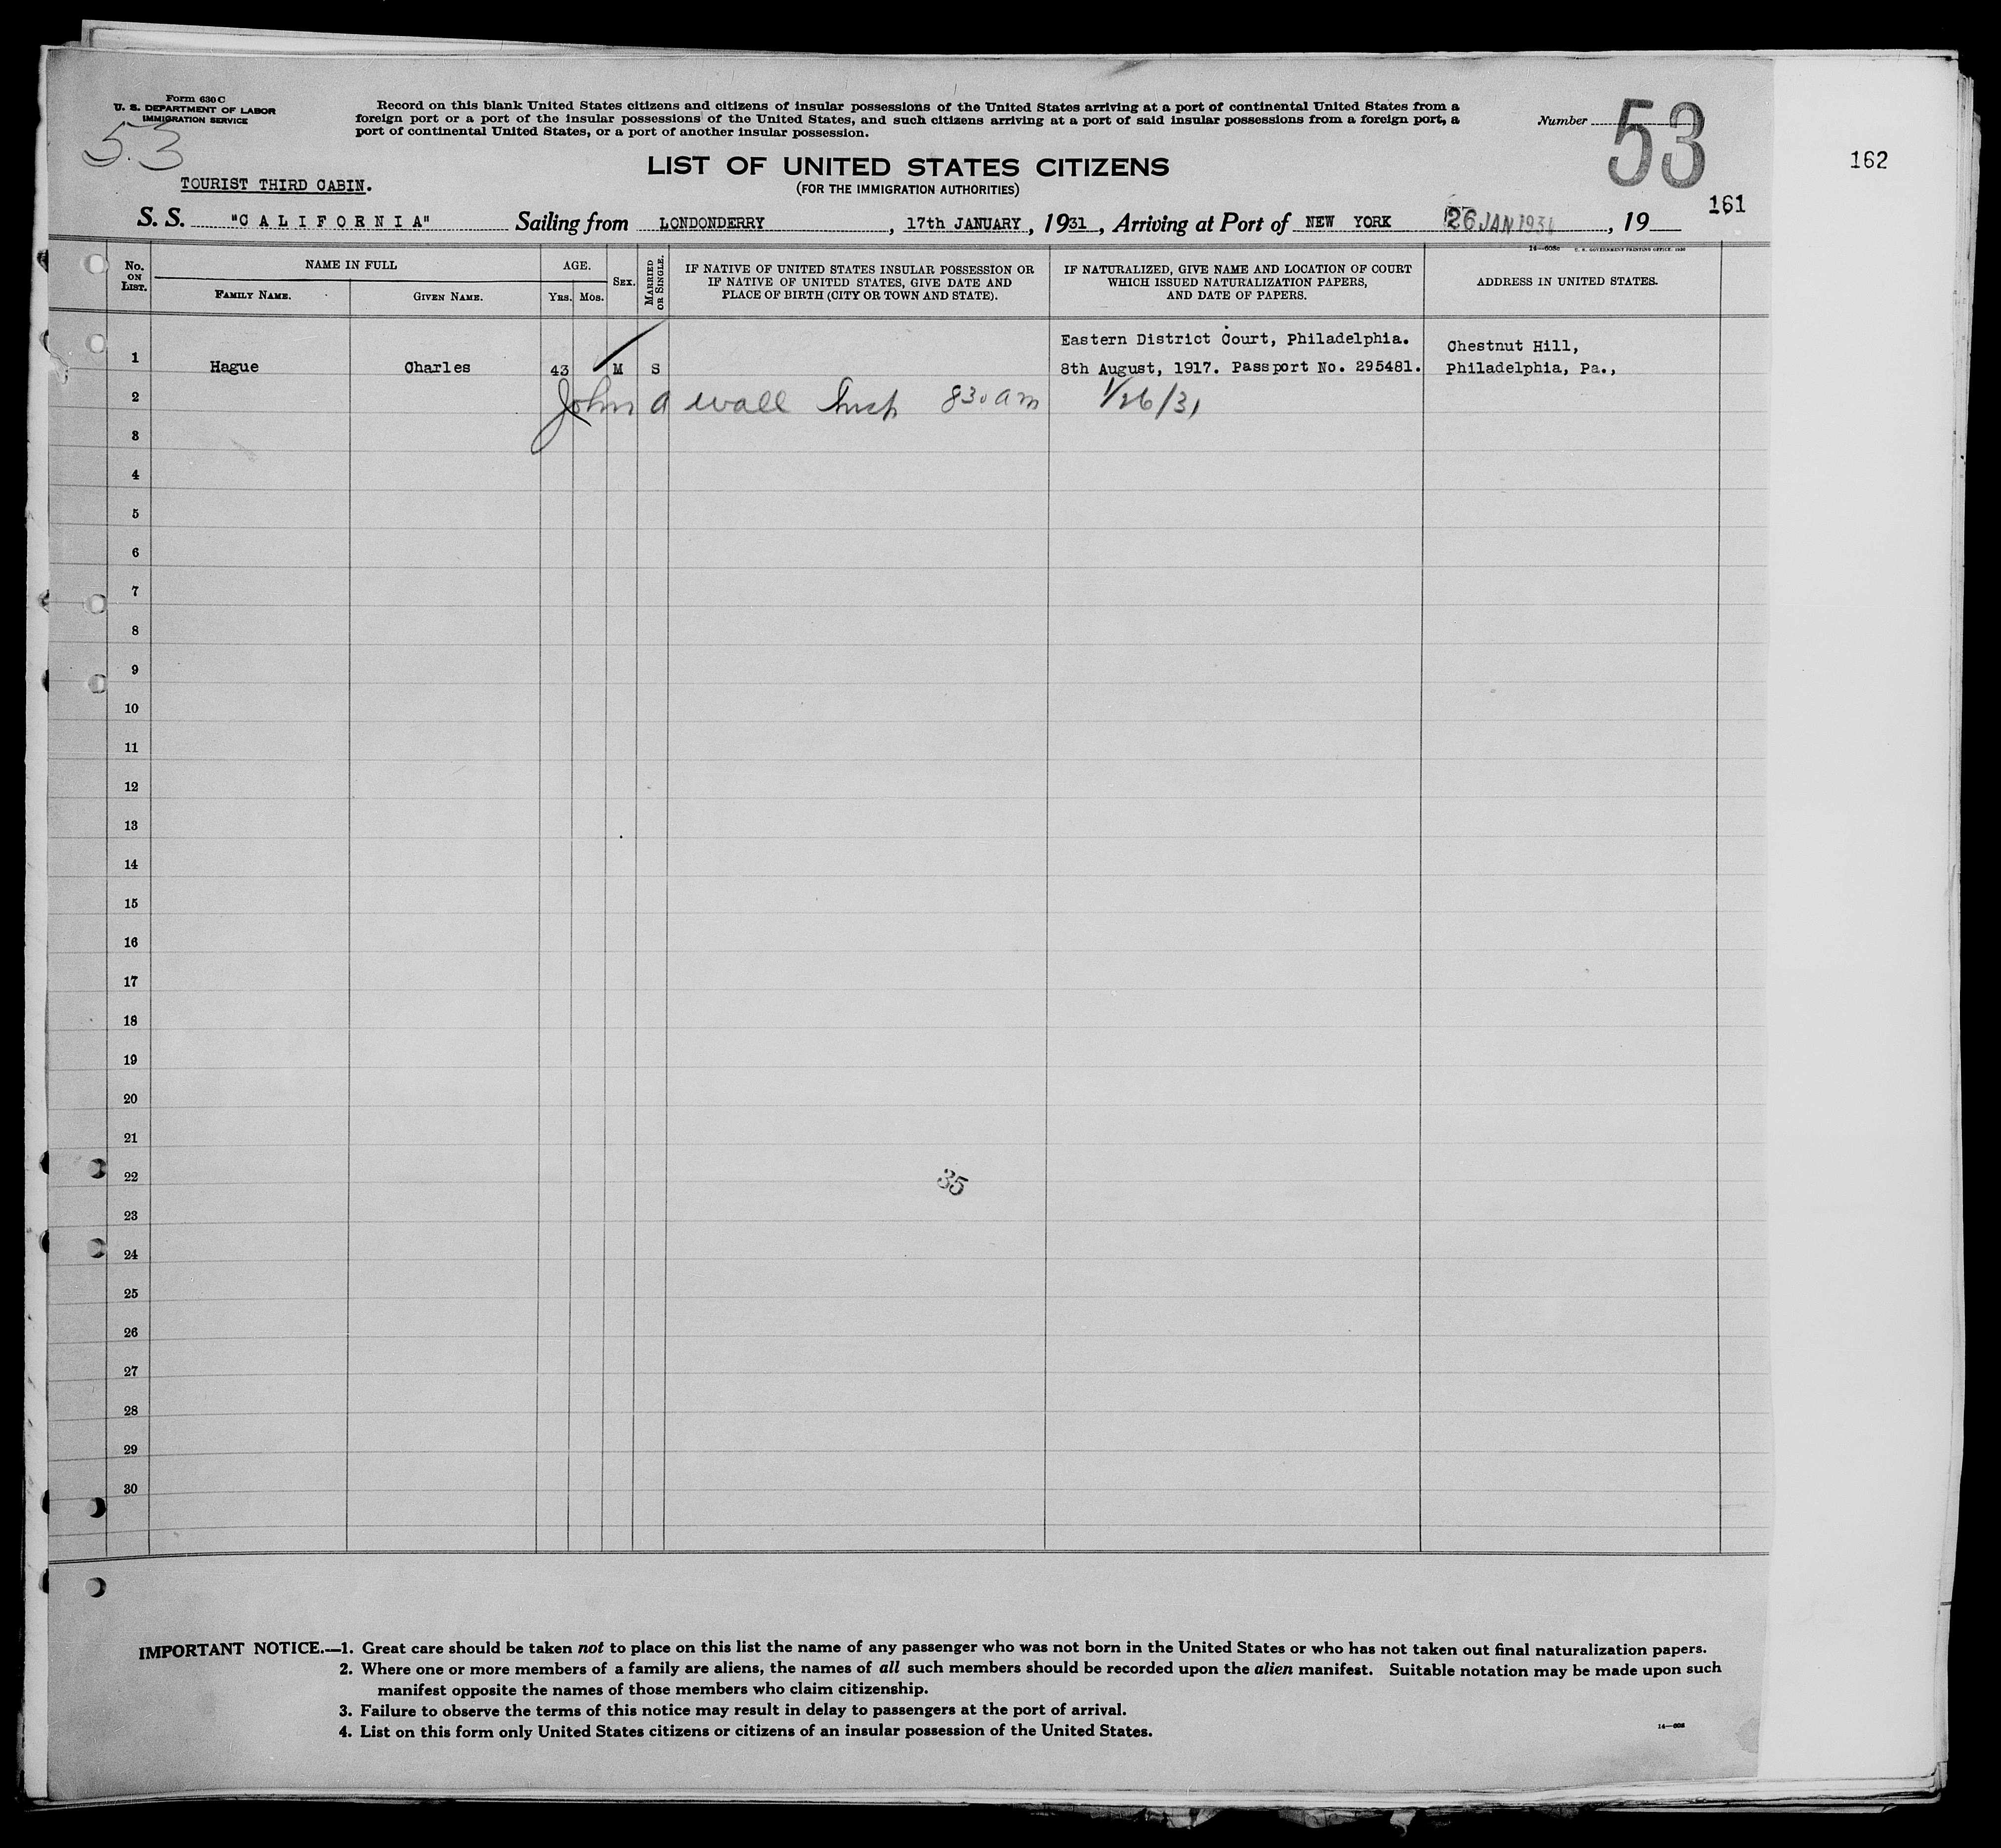 Form 630 C
U. S. DEPARTMENT OF LABOR
IMMIGRATION SERVICE
53
Record on this blank United States citizens and citizens of insular possessions of the United States arriving at a port of continental United States from a
foreign port or a port of the insular possessions of the United States, and such citizens arriving at a port of said insular possessions from a foreign port, a
port of continental United States, or a port of another insular possession.
Number 53
162
LIST OF UNITED STATES CITIZENS
(FOR THE IMMIGRATION AUTHORITIES)
TOURIST THIRD CABIN.
161
S. S. "CALIFORNIA" Sailing from LONDONDERRY, 17th JANUARY, 1931, Arriving at Port of NEW YORK 26 JAN 1931, 19
14—608c U. S. GOVERNMENT PRINTING OFFICE: 1930
No. ON LIST.
NAME IN FULL
FAMILY NAME.
GIVEN NAME.
AGE.
YRS.
MOS.
SEX.
MARRIED OR SINGLE.
IF NATIVE OF UNITED STATES INSULAR POSSESSION OR
IF NATIVE OF UNITED STATES, GIVE DATE AND
PLACE OF BIRTH (CITY OR TOWN AND STATE).
IF NATURALIZED, GIVE NAME AND LOCATION OF COURT
WHICH ISSUED NATURALIZATION PAPERS,
AND DATE OF PAPERS.
ADDRESS IN UNITED STATES.
Eastern District Court, Philadelphia. Chestnut Hill,
1 Hague Charles 43 M S 8th August, 1917. Passport No. 295481. Philadelphia, Pa.,
2 John A Wall Insp 830 am 1/26/31
3
4
5
6
7
8
9
10
11
12
13
14
15
16
17
18
19
20
21
22 35
23
24
25
26
27
28
29
30
IMPORTANT NOTICE.—1. Great care should be taken not to place on this list the name of any passenger who was not born in the United States or who has not taken out final naturalization papers.
2. Where one or more members of a family are aliens, the names of all such members should be recorded upon the alien manifest. Suitable notation may be made upon such
manifest opposite the names of those members who claim citizenship.
3. Failure to observe the terms of this notice may result in delay to passengers at the port of arrival.
4. List on this form only United States citizens or citizens of an insular possession of the United States.
14—608